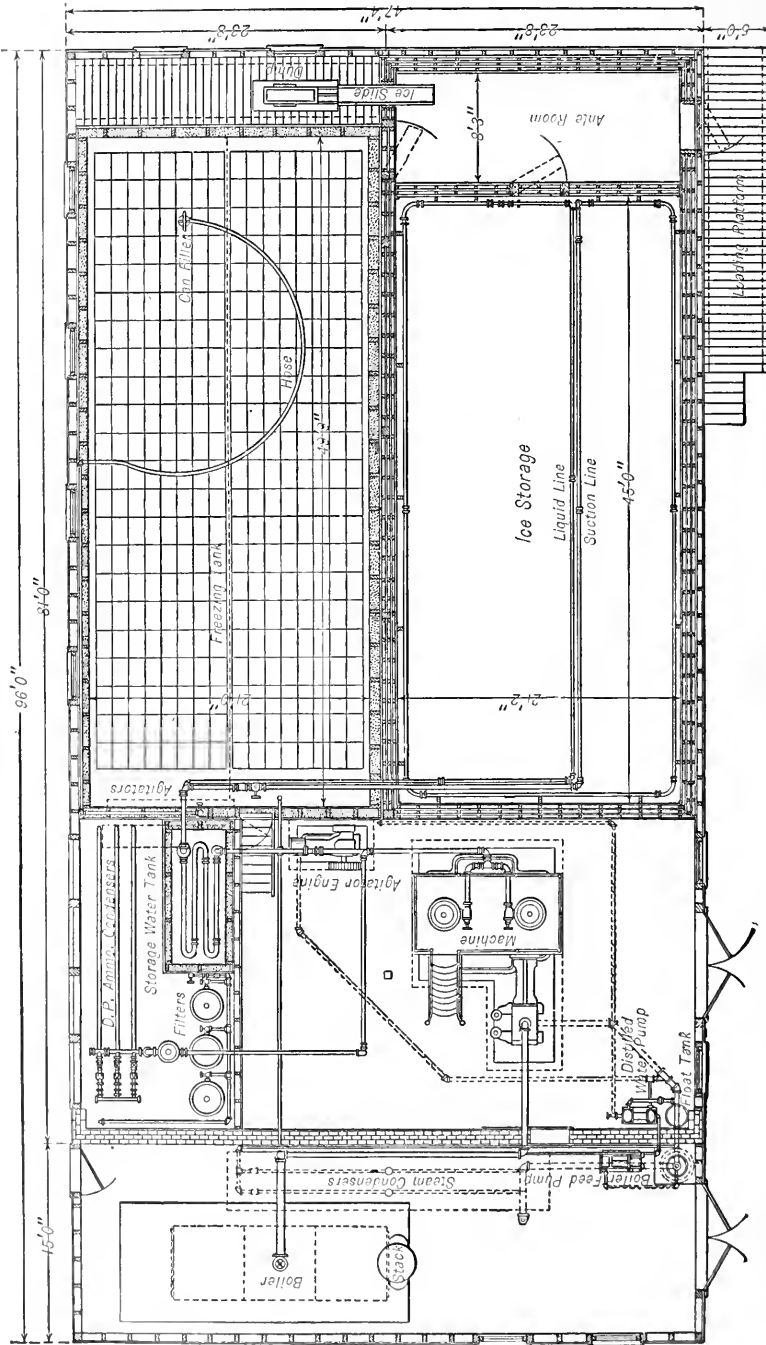 47'4"
23'8"
23'8"
6'0"
96'0"
81'0"
15'0"
Dump
Ice Slide
Ante Room
8'3"
Loading Platform
Can Filler
Hose
Freezing Tank
21'2"
Ice Storage
Liquid Line
Suction Line
45'0"
Agitators
D.P. Ammo. Condensers
Storage Water Tank
Filters
Agitator Engine
Machine
Distilled
Water Pump
Float Tank
Boiler Feed Pump
Steam Condensers
Boiler
Stack